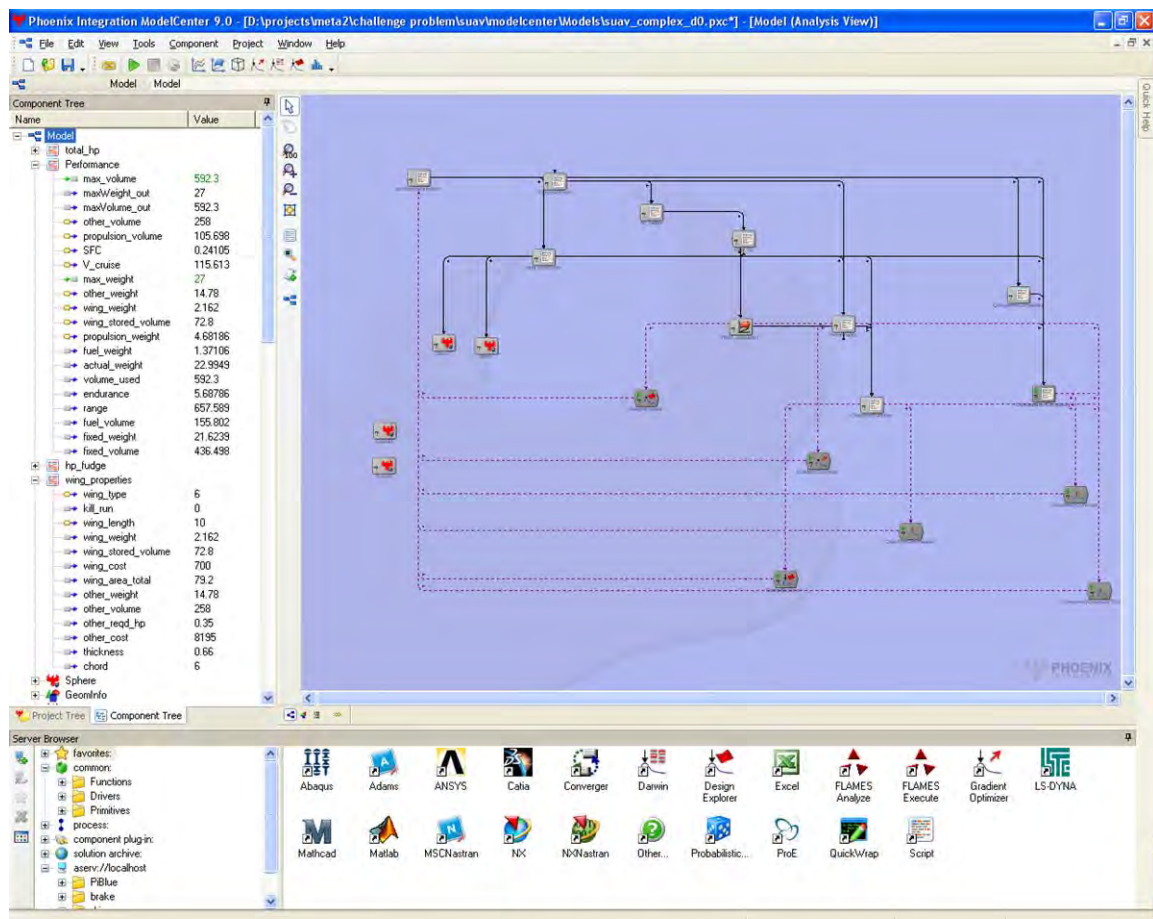 Phoenix Integration ModelCenter 9.0 - [D:\projects\meta2\challenge problem\suav\modelcenter\Models\suav_complex_d0.pxc*] - [Model (Analysis View)]
File Edit View Tools Component Project Window Help
Model Model
Component Tree
Name Value
Model
total_hp
Performance
max_volume 592.3
maxWeight_out 27
maxVolume_out 592.3
other_volume 258
propulsion_volume 105.698
SFC 0.24105
V_cruise 115.613
max_weight 27
other_weight 14.78
wing_weight 2.162
wing_stored_volume 72.8
propulsion_weight 4.68186
fuel_weight 1.37106
actual_weight 22.9949
volume_used 592.3
endurance 5.68786
range 657.589
fuel_volume 155.802
fixed_weight 21.6239
fixed_volume 436.498
hp_fudge
wing_properties
wing_type 6
kill_run 0
wing_length 10
wing_weight 2.162
wing_stored_volume 72.8
wing_cost 700
wing_area_total 79.2
other_weight 14.78
other_volume 258
other_reqd_hp 0.35
other_cost 8195
thickness 0.66
chord 6
Sphere
GeomInfo
Project Tree Component Tree
100
PHOENIX
Quick Help
Server Browser
favorites:
common:
Functions
Drivers
Primitives
process:
component plug-in:
solution archive:
aserv://localhost
PiBlue
brake
Abaqus Adams ANSYS Catia Converger Darwin Design Explorer Excel FLAMES Analyze FLAMES Execute Gradient Optimizer LS-DYNA
Mathcad Matlab MSCNastran NX NXNastran Other... Probabilistic... ProE QuickWrap Script